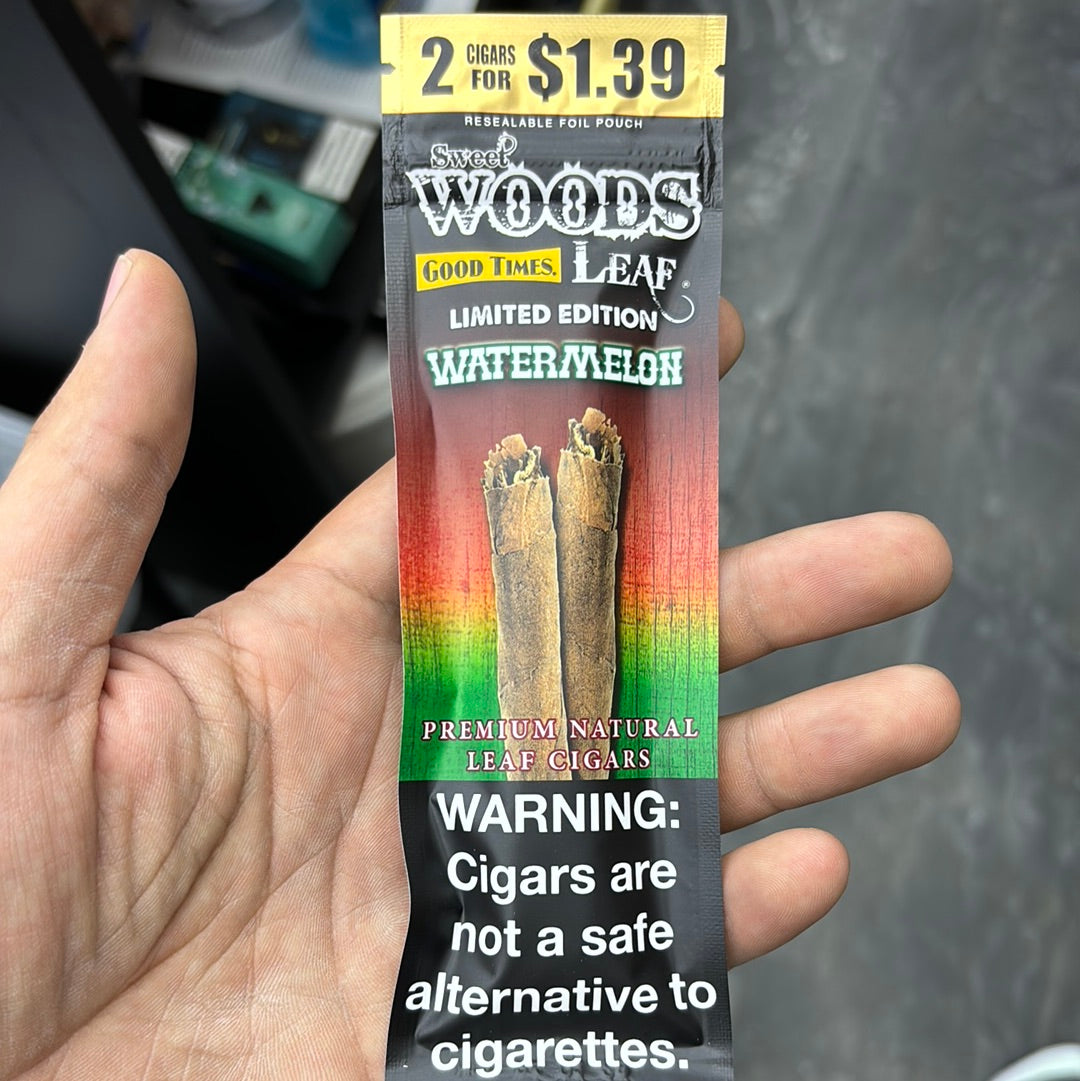 2 CIGARS FOR $1.39
RESEALABLE FOIL POUCH
Sweet
WOODS
GOOD TIMES. LEAF®
LIMITED EDITION
WATERMELON
PREMIUM NATURAL
LEAF CIGARS
WARNING:
Cigars are
not a safe
alternative to
cigarettes.